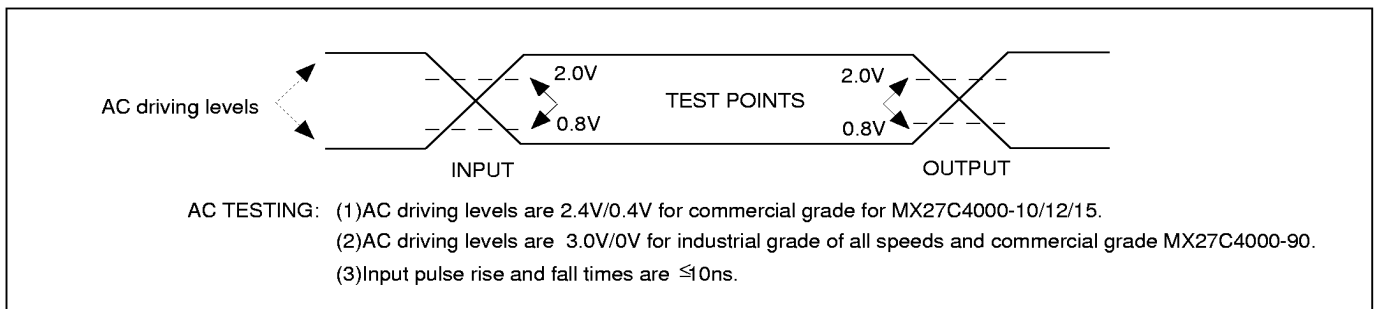 2.0V
2.0V
AC driving levels
TEST POINTS
0.8V
0.8V
INPUT
OUTPUT
AC TESTING: (1)AC driving levels are 2.4V/0.4V for commercial grade for MX27C4000-10/12/15.
(2)AC driving levels are 3.0V/0V for industrial grade of all speeds and commercial grade MX27C4000-90.
(3)Input pulse rise and fall times are ≤10ns.